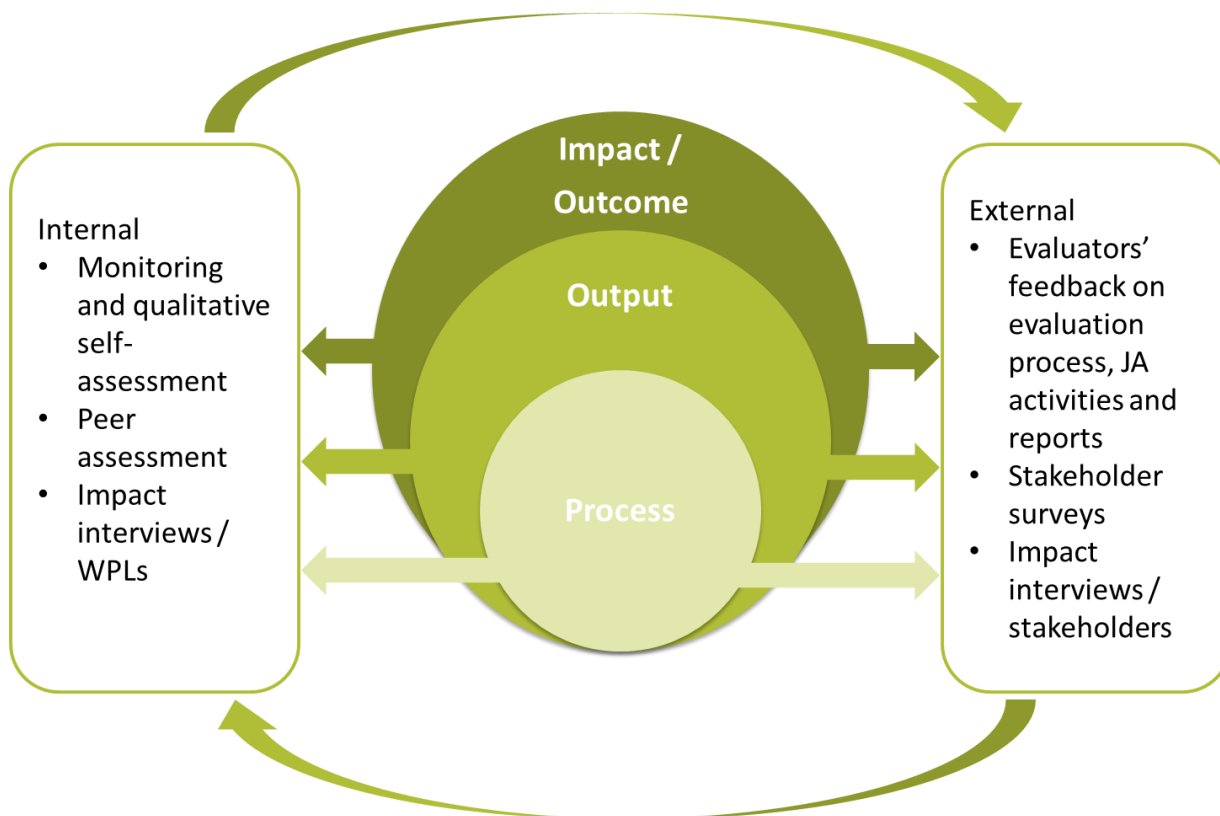 Impact /
Outcome
Output
Process
Internal
• Monitoring
and qualitative
self-
assessment
• Peer
assessment
• Impact
interviews /
WPLs
External
• Evaluators’
feedback on
evaluation
process, JA
activities and
reports
• Stakeholder
surveys
• Impact
interviews /
stakeholders